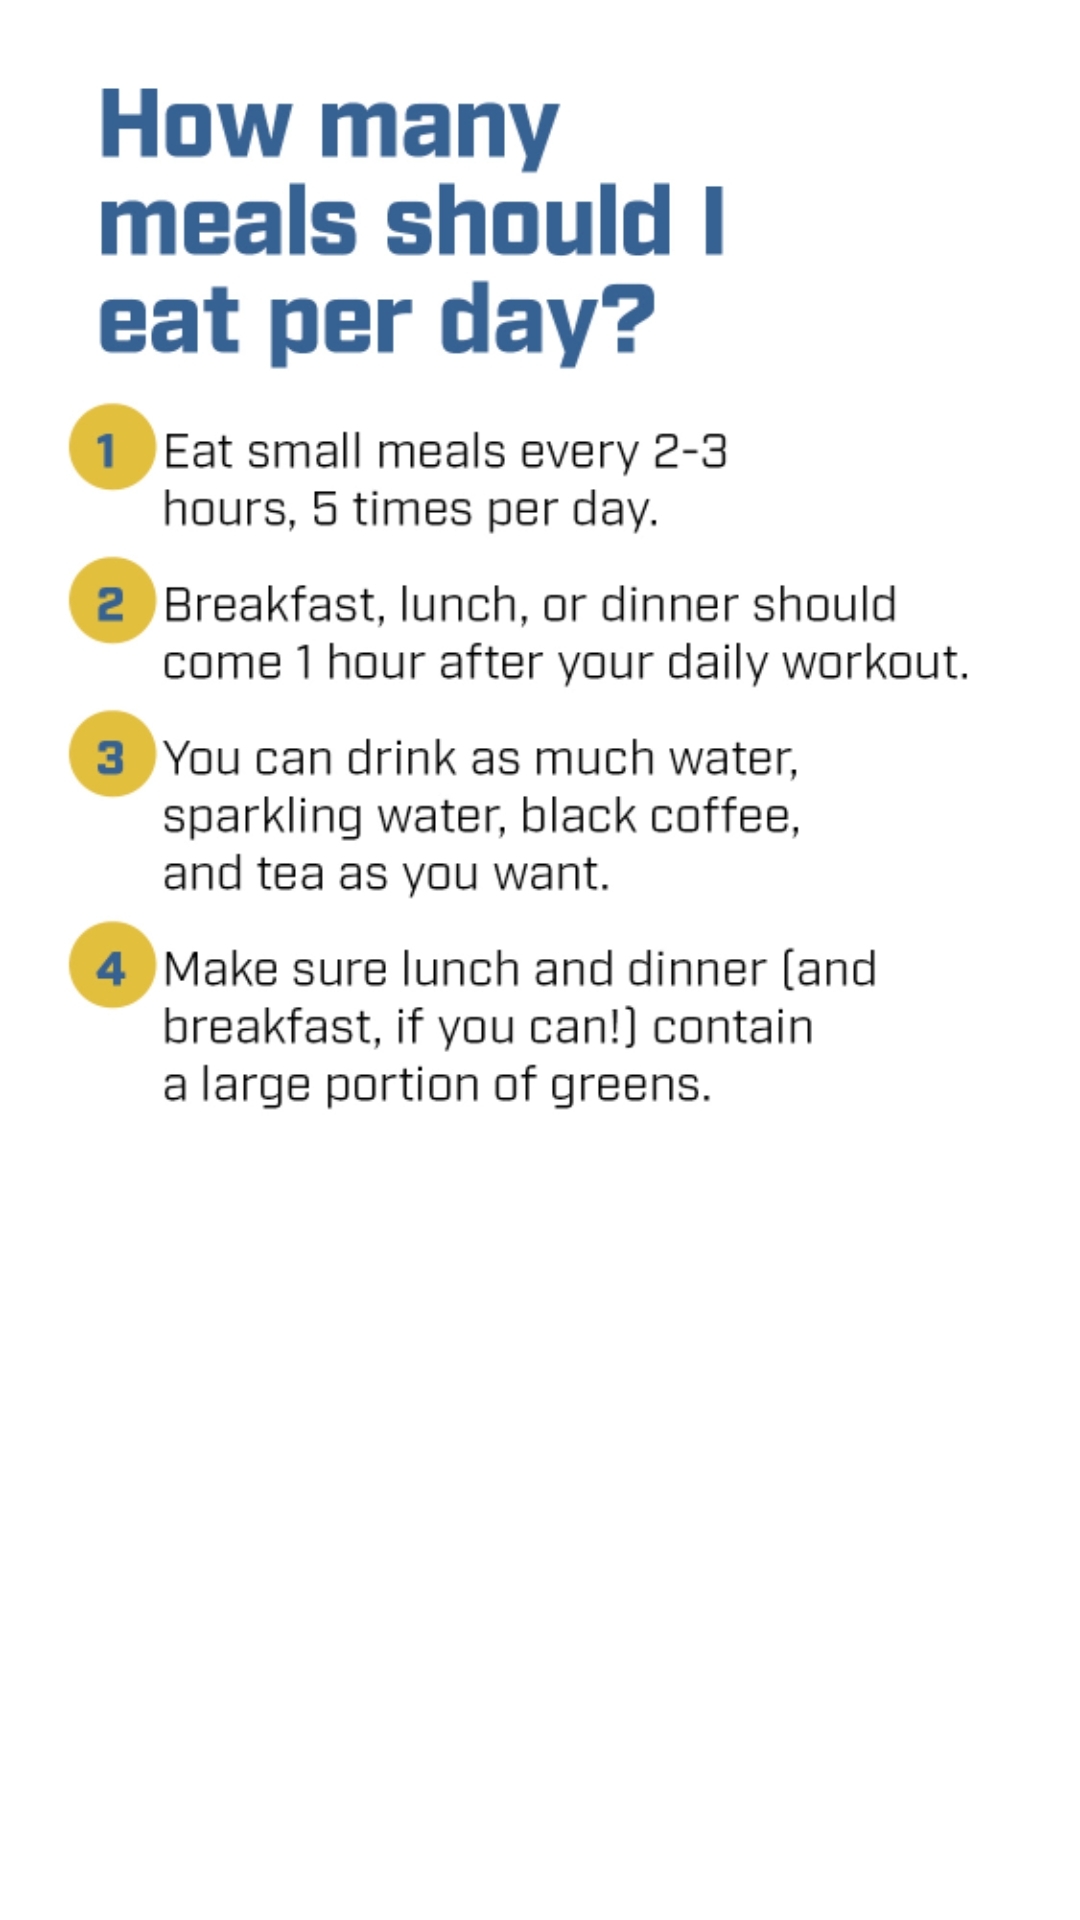 How many
meals should I
eat per day?
1 Eat small meals every 2-3
hours, 5 times per day.
2 Breakfast, lunch, or dinner should
come 1 hour after your daily workout.
3 You can drink as much water,
sparkling water, black coffee,
and tea as you want.
4 Make sure lunch and dinner (and
breakfast, if you can!) contain
a large portion of greens.